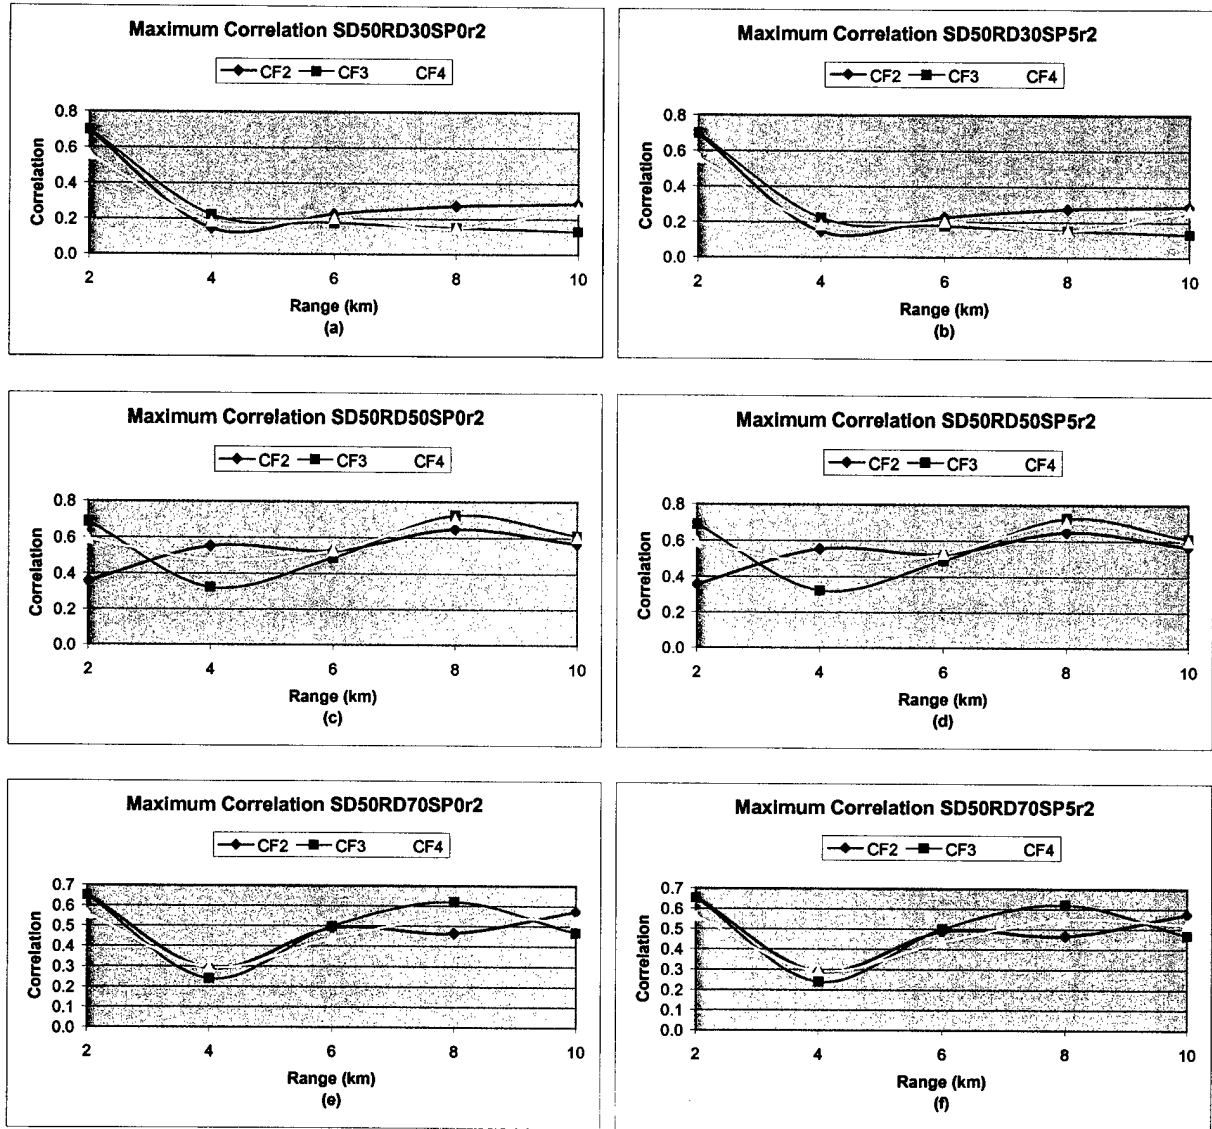 Maximum Correlation SD50RD30SP0r2
CF2 CF3 CF4
0.8
0.6
0.4
0.2
0.0
Correlation
2 4 6 8 10
Range (km)
(a)
Maximum Correlation SD50RD30SP5r2
CF2 CF3 CF4
0.8
0.6
0.4
0.2
0.0
Correlation
2 4 6 8 10
Range (km)
(b)
Maximum Correlation SD50RD50SP0r2
CF2 CF3 CF4
0.8
0.6
0.4
0.2
0.0
Correlation
2 4 6 8 10
Range (km)
(c)
Maximum Correlation SD50RD50SP5r2
CF2 CF3 CF4
0.8
0.6
0.4
0.2
0.0
Correlation
2 4 6 8 10
Range (km)
(d)
Maximum Correlation SD50RD70SP0r2
CF2 CF3 CF4
0.7
0.6
0.5
0.4
0.3
0.2
0.1
0.0
Correlation
2 4 6 8 10
Range (km)
(e)
Maximum Correlation SD50RD70SP5r2
CF2 CF3 CF4
0.7
0.6
0.5
0.4
0.3
0.2
0.1
0.0
Correlation
2 4 6 8 10
Range (km)
(f)